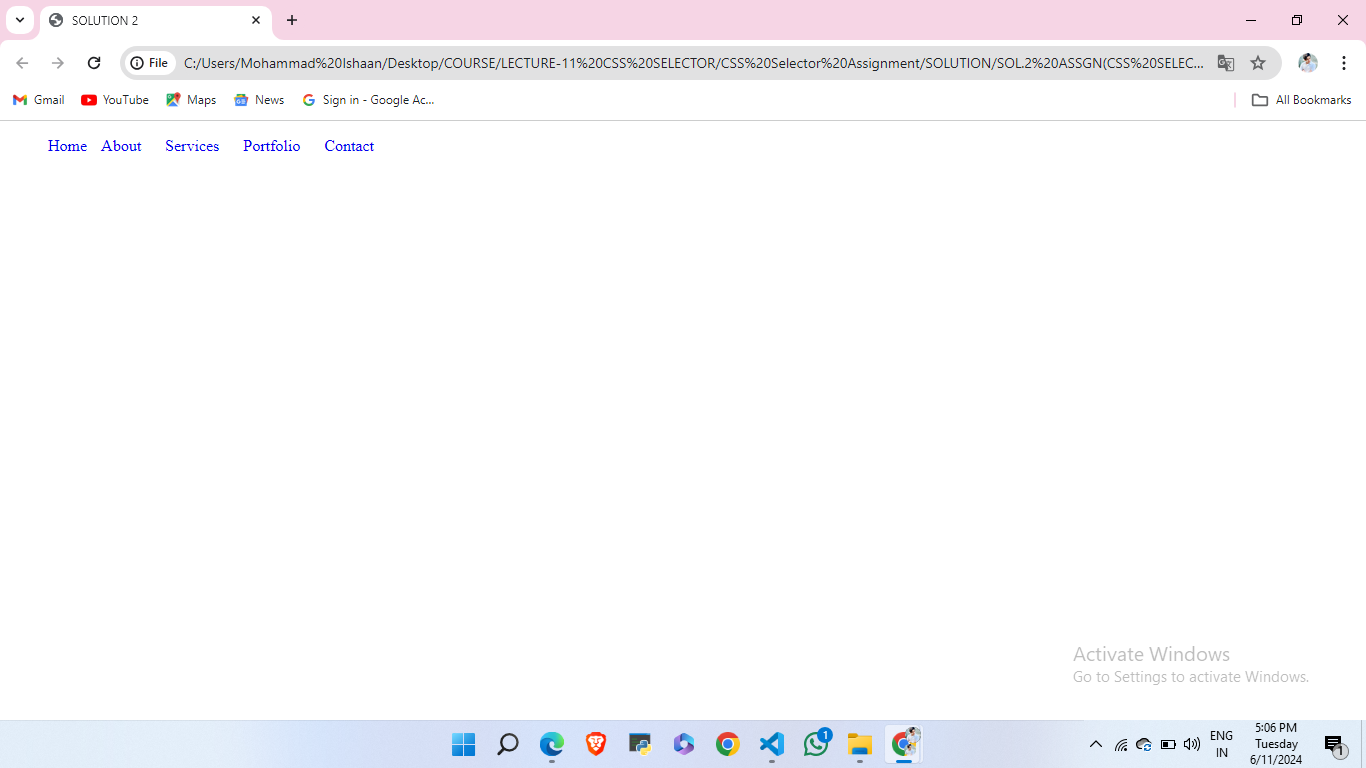 SOLUTION 2
File C:/Users/Mohammad%20Ishaan/Desktop/COURSE/LECTURE-11%20CSS%20SELECTOR/CSS%20Selector%20Assignment/SOLUTION/SOL.2%20ASSGN(CSS%20SELEC...
Gmail YouTube Maps News Sign in - Google Ac... All Bookmarks
Home About Services Portfolio Contact
Activate Windows
Go to Settings to activate Windows.
1
ENG
IN
5:06 PM
Tuesday
6/11/2024
1